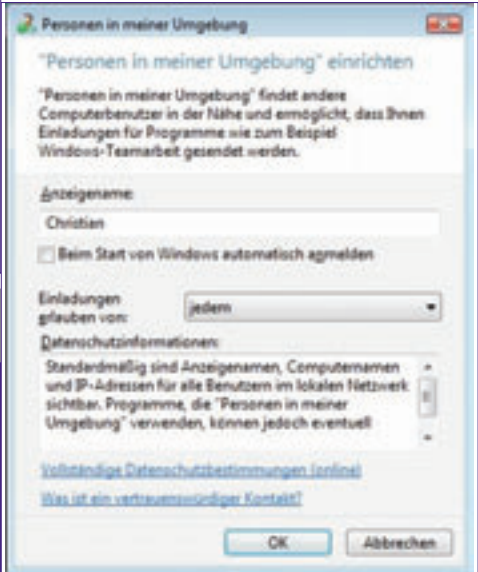 Personen in meiner Umgebung
"Personen in meiner Umgebung" einrichten
"Personen in meiner Umgebung" findet andere
Computerbenutzer in der Nähe und ermöglicht, dass Ihnen
Einladungen für Programme wie zum Beispiel
Windows-Teamarbeit gesendet werden.
Anzeigename:
Christian
Beim Start von Windows automatisch anmelden
Einladungen
erlauben von:
jedem
Datenschutzinformationen:
Standardmäßig sind Anzeigenamen, Computernamen
und IP-Adressen für alle Benutzern im lokalen Netzwerk
sichtbar. Programme, die "Personen in meiner
Umgebung" verwenden, können jedoch eventuell
Vollständige Datenschutzbestimmungen (online)
Was ist ein vertrauenswürdiger Kontakt?
OK
Abbrechen